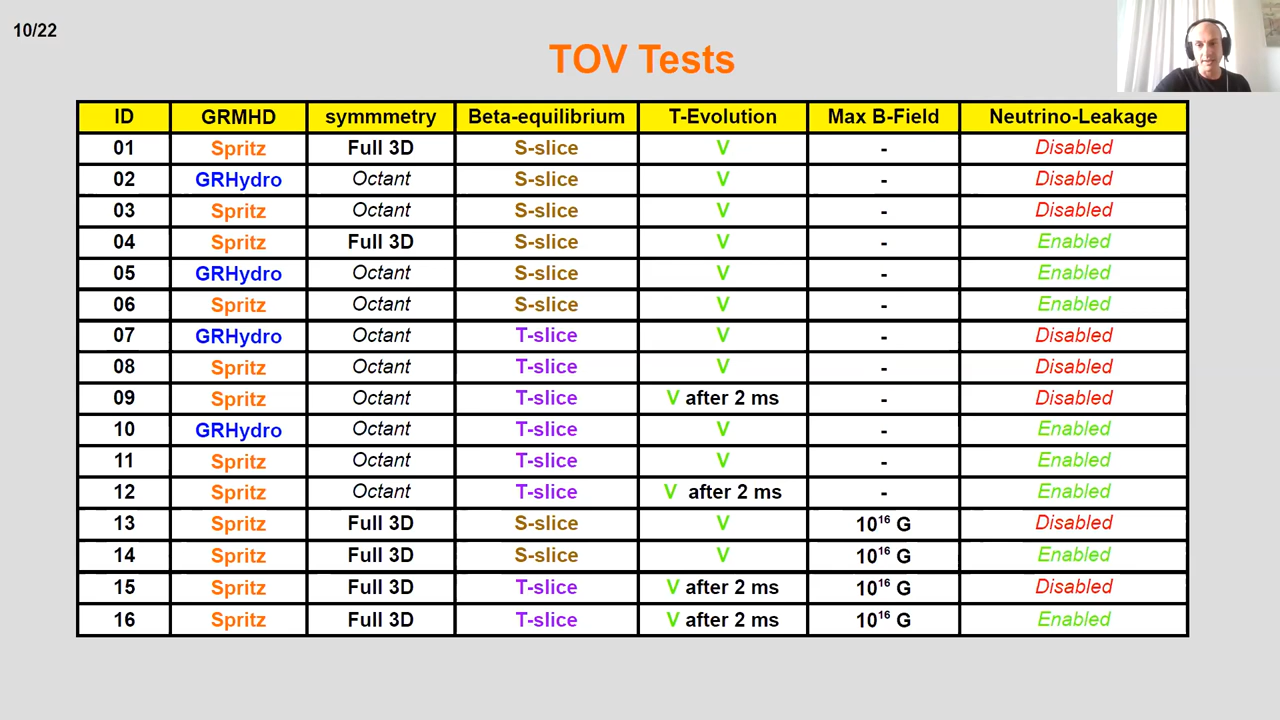 10/22
TOV Tests
ID GRMHD symmmetry Beta-equilibrium T-Evolution Max B-Field Neutrino-Leakage
01 Spritz Full 3D S-slice V - Disabled
02 GRHydro Octant S-slice V - Disabled
03 Spritz Octant S-slice V - Disabled
04 Spritz Full 3D S-slice V - Enabled
05 GRHydro Octant S-slice V - Enabled
06 Spritz Octant S-slice V - Enabled
07 GRHydro Octant T-slice V - Disabled
08 Spritz Octant T-slice V - Disabled
09 Spritz Octant T-slice V after 2 ms - Disabled
10 GRHydro Octant T-slice V - Enabled
11 Spritz Octant T-slice V - Enabled
12 Spritz Octant T-slice V after 2 ms - Enabled
13 Spritz Full 3D S-slice V 10¹⁶ G Disabled
14 Spritz Full 3D S-slice V 10¹⁶ G Enabled
15 Spritz Full 3D T-slice V after 2 ms 10¹⁶ G Disabled
16 Spritz Full 3D T-slice V after 2 ms 10¹⁶ G Enabled